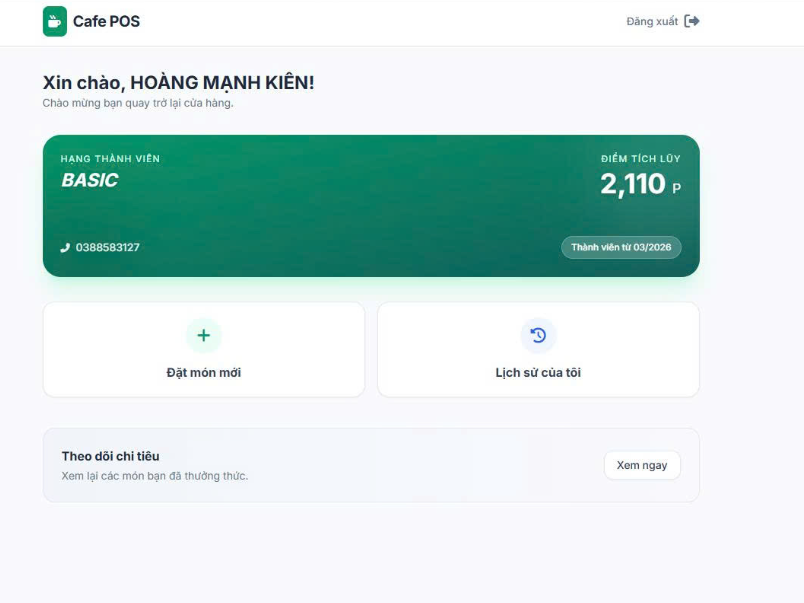 Cafe POS
Đăng xuất
Xin chào, HOÀNG MẠNH KIÊN!
Chào mừng bạn quay trở lại cửa hàng.
HẠNG THÀNH VIÊN
BASIC
ĐIỂM TÍCH LŨY
2,110 P
0388583127
Thành viên từ 03/2026
Đặt món mới
Lịch sử của tôi
Theo dõi chi tiêu
Xem lại các món bạn đã thưởng thức.
Xem ngay